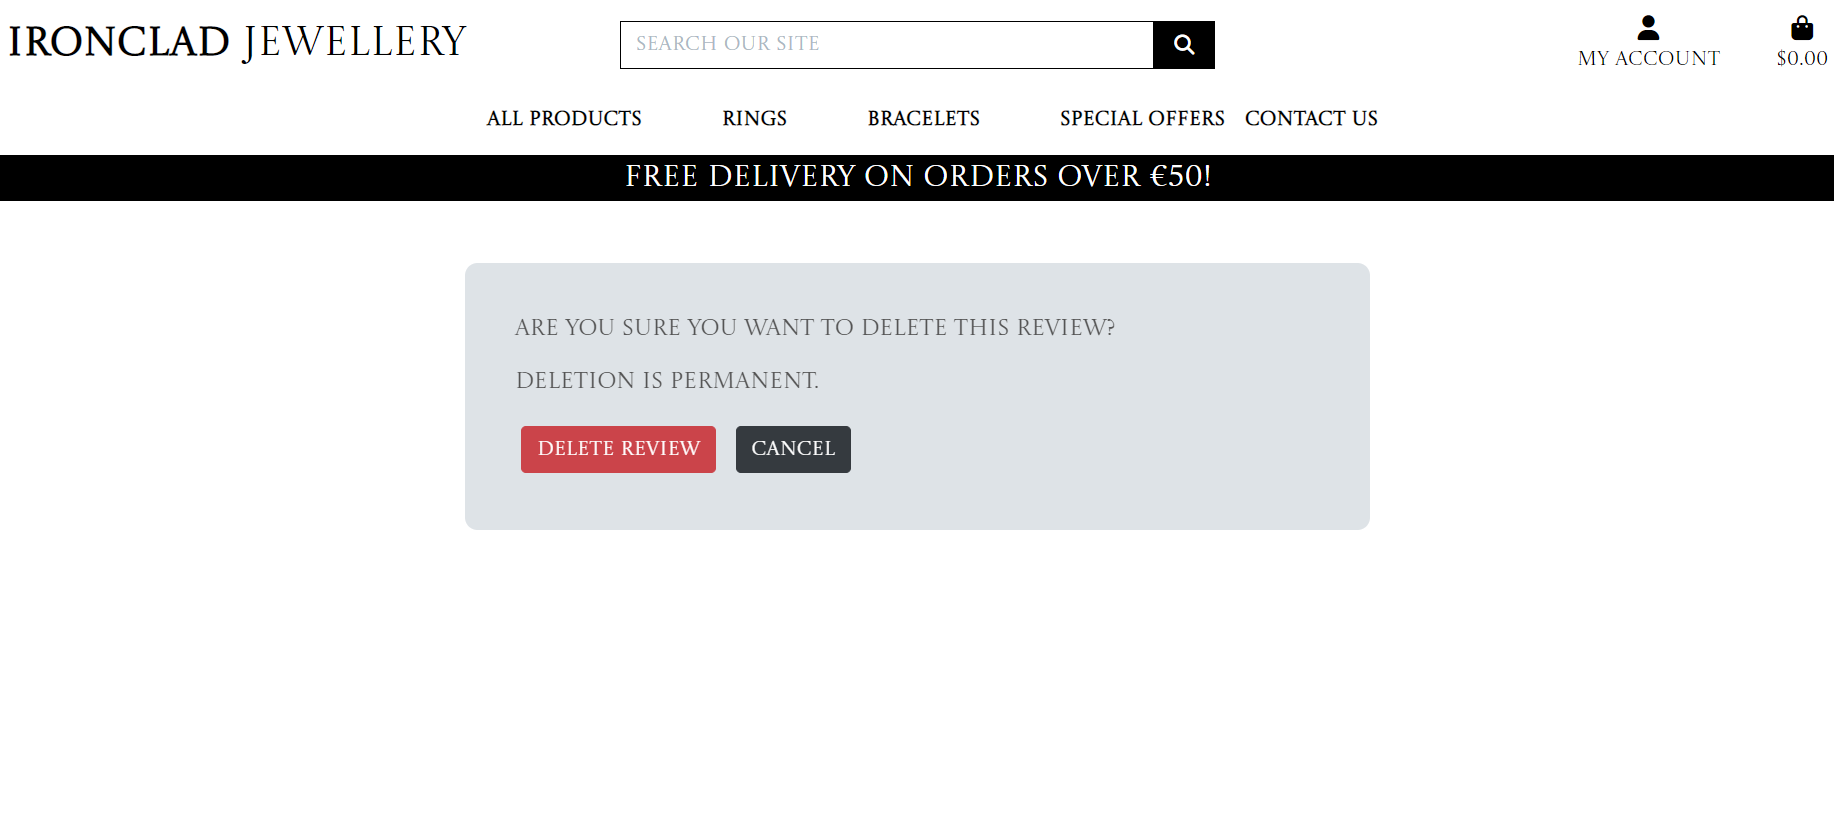 IRONCLAD JEWELLERY
SEARCH OUR SITE
MY ACCOUNT
$0.00
ALL PRODUCTS RINGS BRACELETS SPECIAL OFFERS CONTACT US
FREE DELIVERY ON ORDERS OVER €50!
ARE YOU SURE YOU WANT TO DELETE THIS REVIEW?
DELETION IS PERMANENT.
DELETE REVIEW CANCEL